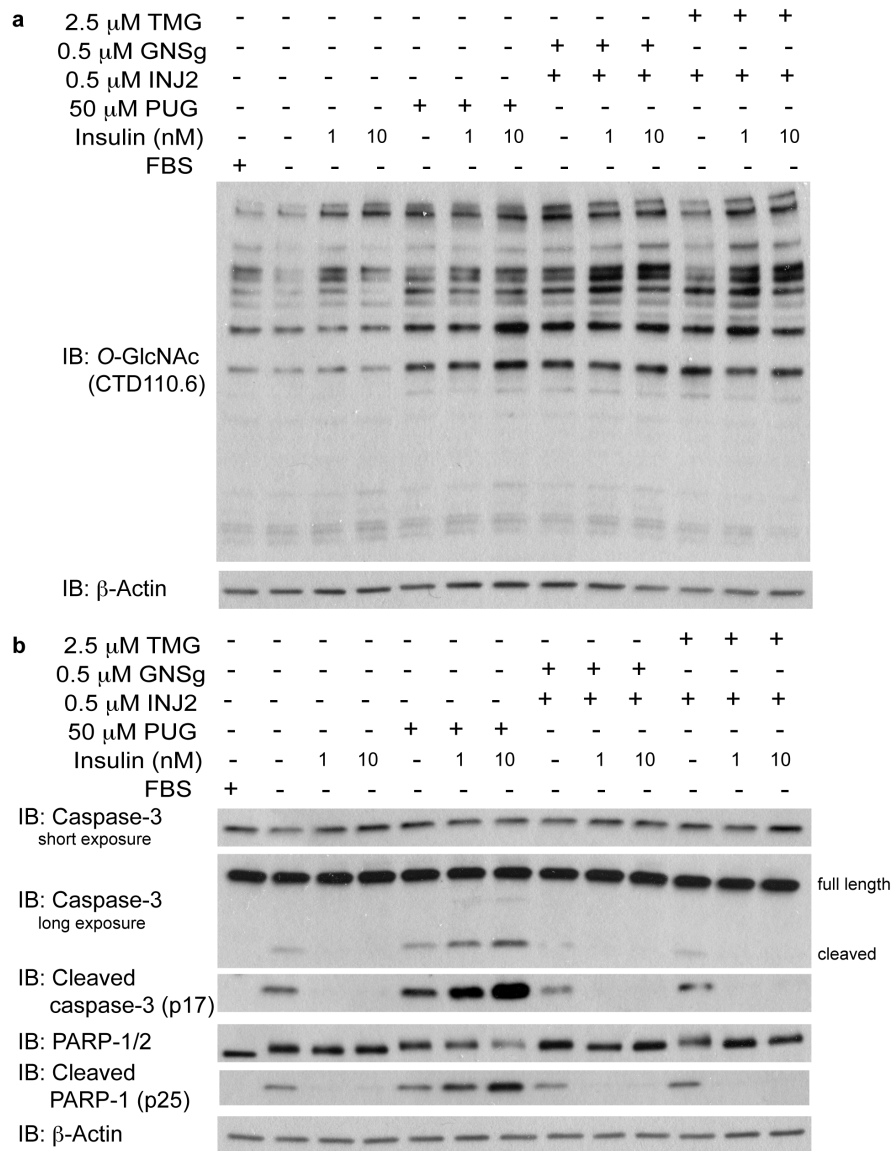 a
2.5 μM TMG - - - - - - - - - - + + +
0.5 μM GNSg - - - - - - - + + + - - -
0.5 μM INJ2 - - - - - - - + + + + + +
50 μM PUG - - - - + + + - - - - - -
Insulin (nM) - - 1 10 - 1 10 - 1 10 - 1 10
FBS + - - - - - - - - - - - -
IB: O-GlcNAc
(CTD110.6)
IB: β-Actin
b
2.5 μM TMG - - - - - - - - - - + + +
0.5 μM GNSg - - - - - - - + + + - - -
0.5 μM INJ2 - - - - - - - + + + + + +
50 μM PUG - - - - + + + - - - - - -
Insulin (nM) - - 1 10 - 1 10 - 1 10 - 1 10
FBS + - - - - - - - - - - - -
IB: Caspase-3
short exposure
full length
IB: Caspase-3
long exposure
cleaved
IB: Cleaved
caspase-3 (p17)
IB: PARP-1/2
IB: Cleaved
PARP-1 (p25)
IB: β-Actin